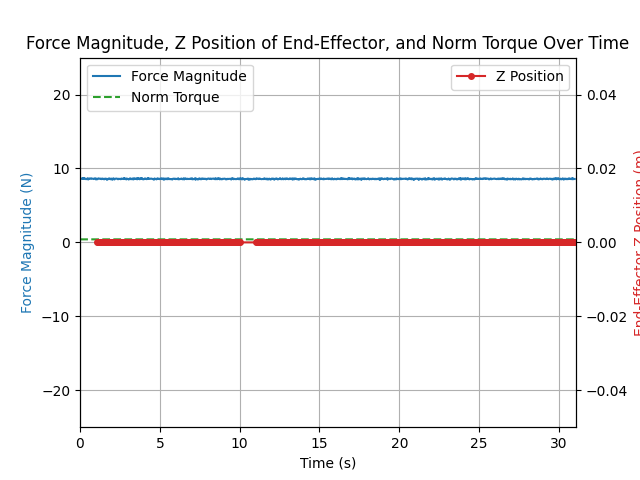 Force Magnitude, Z Position of End-Effector, and Norm Torque Over Time
Force Magnitude
Norm Torque
Z Position
20
10
0
−10
−20
0.04
0.02
0.00
−0.02
−0.04
Force Magnitude (N)
End-Effector Z Position (m)
0
5
10
15
20
25
30
Time (s)